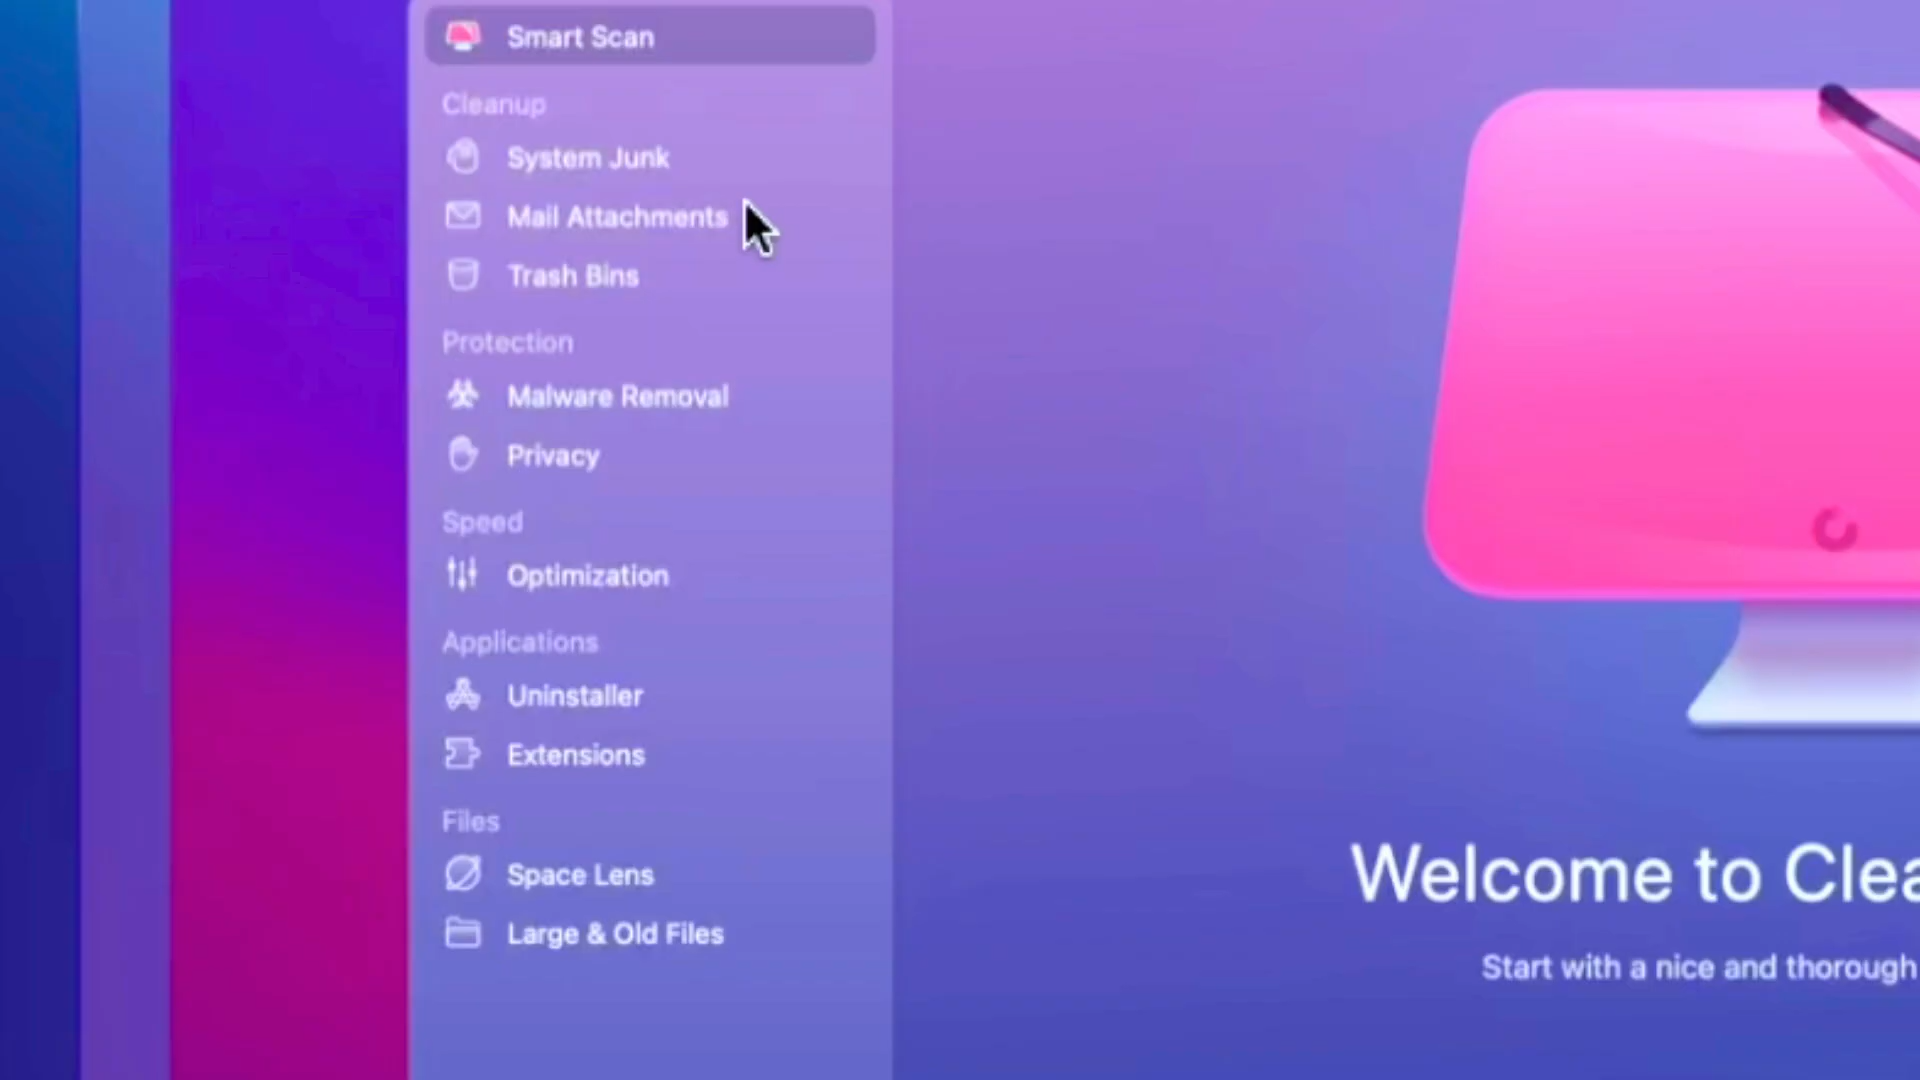 Smart Scan
Cleanup
System Junk
Mail Attachments
Trash Bins
Protection
Malware Removal
Privacy
Speed
Optimization
Applications
Uninstaller
Extensions
Files
Space Lens
Large & Old Files
Welcome to Clea
Start with a nice and thorough